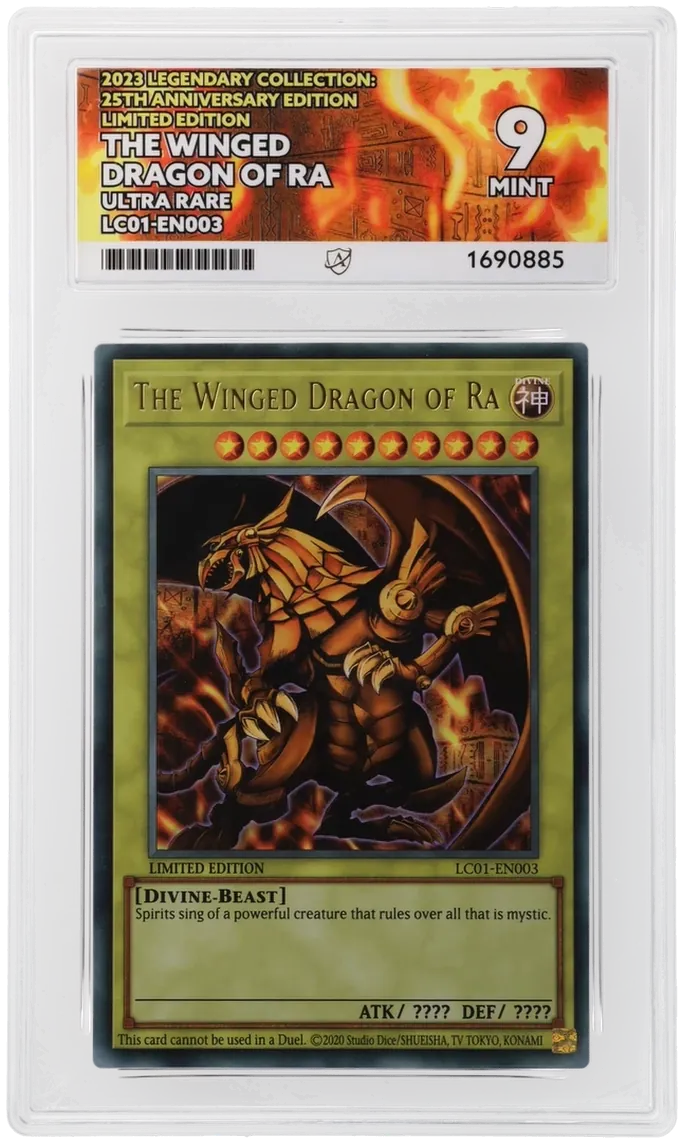 2023 LEGENDARY COLLECTION:
25TH ANNIVERSARY EDITION
LIMITED EDITION
THE WINGED
DRAGON OF RA
ULTRA RARE
LC01-EN003
9
MINT
A
1690885
THE WINGED DRAGON OF RA
DIVINE
神
LIMITED EDITION
LC01-EN003
[DIVINE-BEAST]
Spirits sing of a powerful creature that rules over all that is mystic.
ATK/ ???? DEF/ ????
This card cannot be used in a Duel. ©2020 Studio Dice/SHUEISHA, TV TOKYO, KONAMI